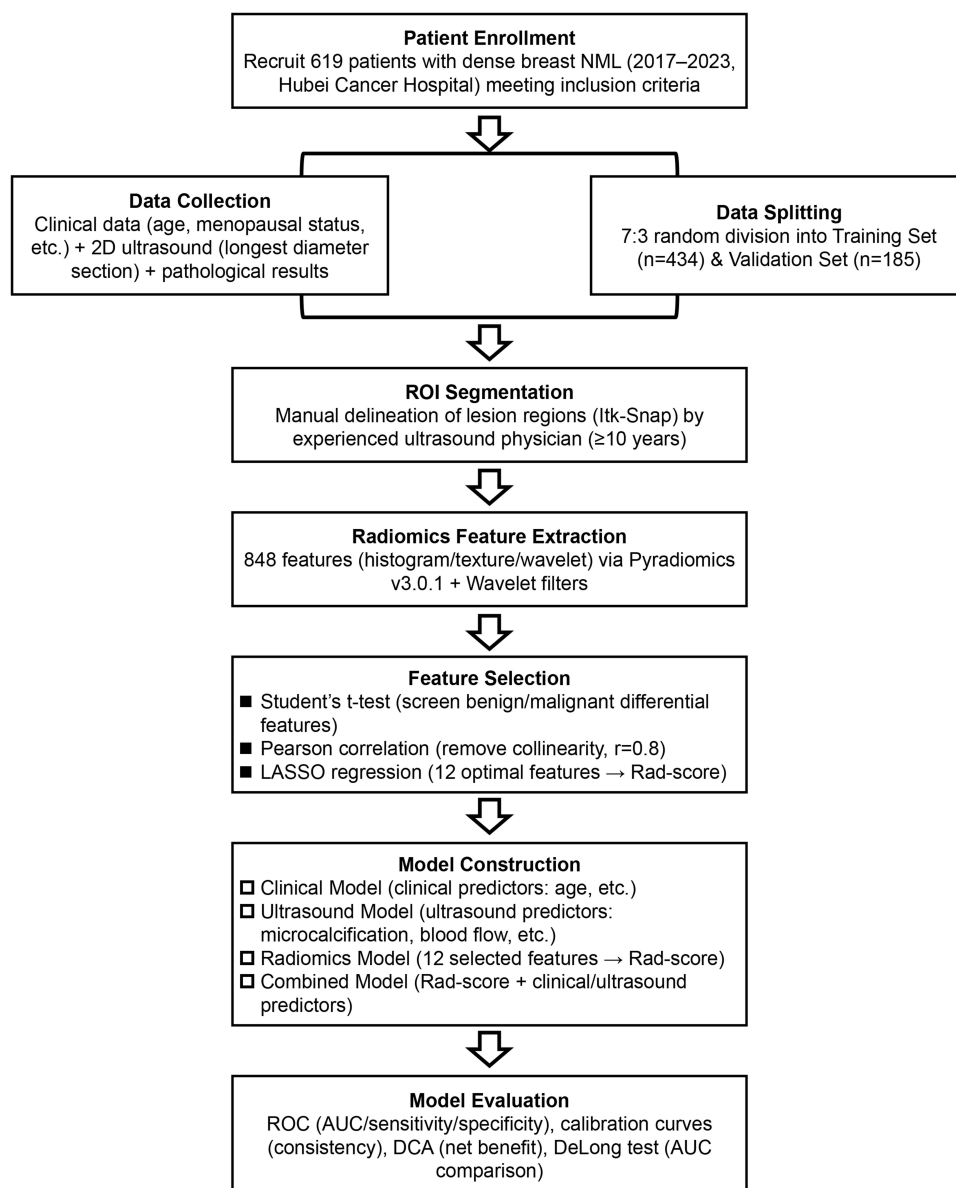 Patient Enrollment
Recruit 619 patients with dense breast NML (2017–2023,
Hubei Cancer Hospital) meeting inclusion criteria
Data Collection
Clinical data (age, menopausal status,
etc.) + 2D ultrasound (longest diameter
section) + pathological results
Data Splitting
7:3 random division into Training Set
(n=434) & Validation Set (n=185)
ROI Segmentation
Manual delineation of lesion regions (Itk-Snap) by
experienced ultrasound physician (≥10 years)
Radiomics Feature Extraction
848 features (histogram/texture/wavelet) via Pyradiomics
v3.0.1 + Wavelet filters
Feature Selection
■ Student’s t-test (screen benign/malignant differential
features)
■ Pearson correlation (remove collinearity, r=0.8)
■ LASSO regression (12 optimal features → Rad-score)
Model Construction
□ Clinical Model (clinical predictors: age, etc.)
□ Ultrasound Model (ultrasound predictors:
microcalcification, blood flow, etc.)
□ Radiomics Model (12 selected features → Rad-score)
□ Combined Model (Rad-score + clinical/ultrasound
predictors)
Model Evaluation
ROC (AUC/sensitivity/specificity), calibration curves
(consistency), DCA (net benefit), DeLong test (AUC
comparison)